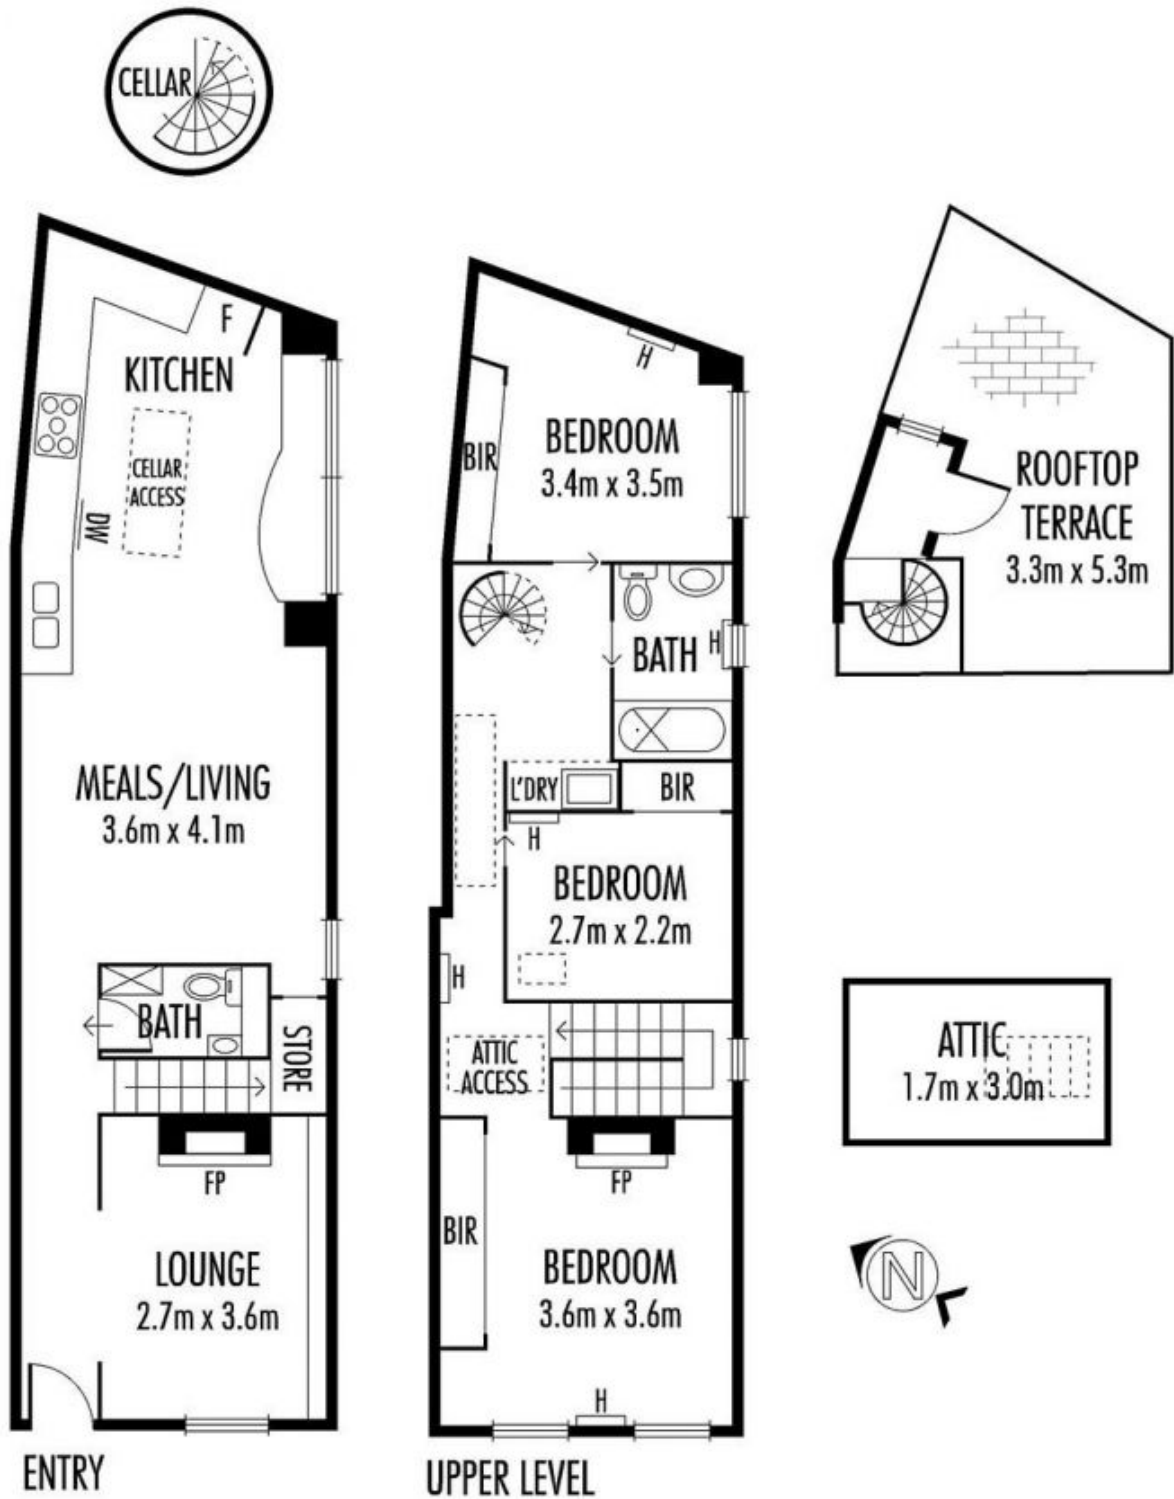 CELLAR
F
KITCHEN
CELLAR
ACCESS
DW
MEALS/LIVING
3.6m x 4.1m
BATH
STORE
FP
LOUNGE
2.7m x 3.6m
ENTRY
H
BEDROOM
3.4m x 3.5m
BIR
BATH
H
L'DRY
BIR
H
BEDROOM
2.7m x 2.2m
H
ATTIC
ACCESS
FP
BIR
BEDROOM
3.6m x 3.6m
H
UPPER LEVEL
ROOFTOP
TERRACE
3.3m x 5.3m
ATTIC
1.7m x 3.0m
N